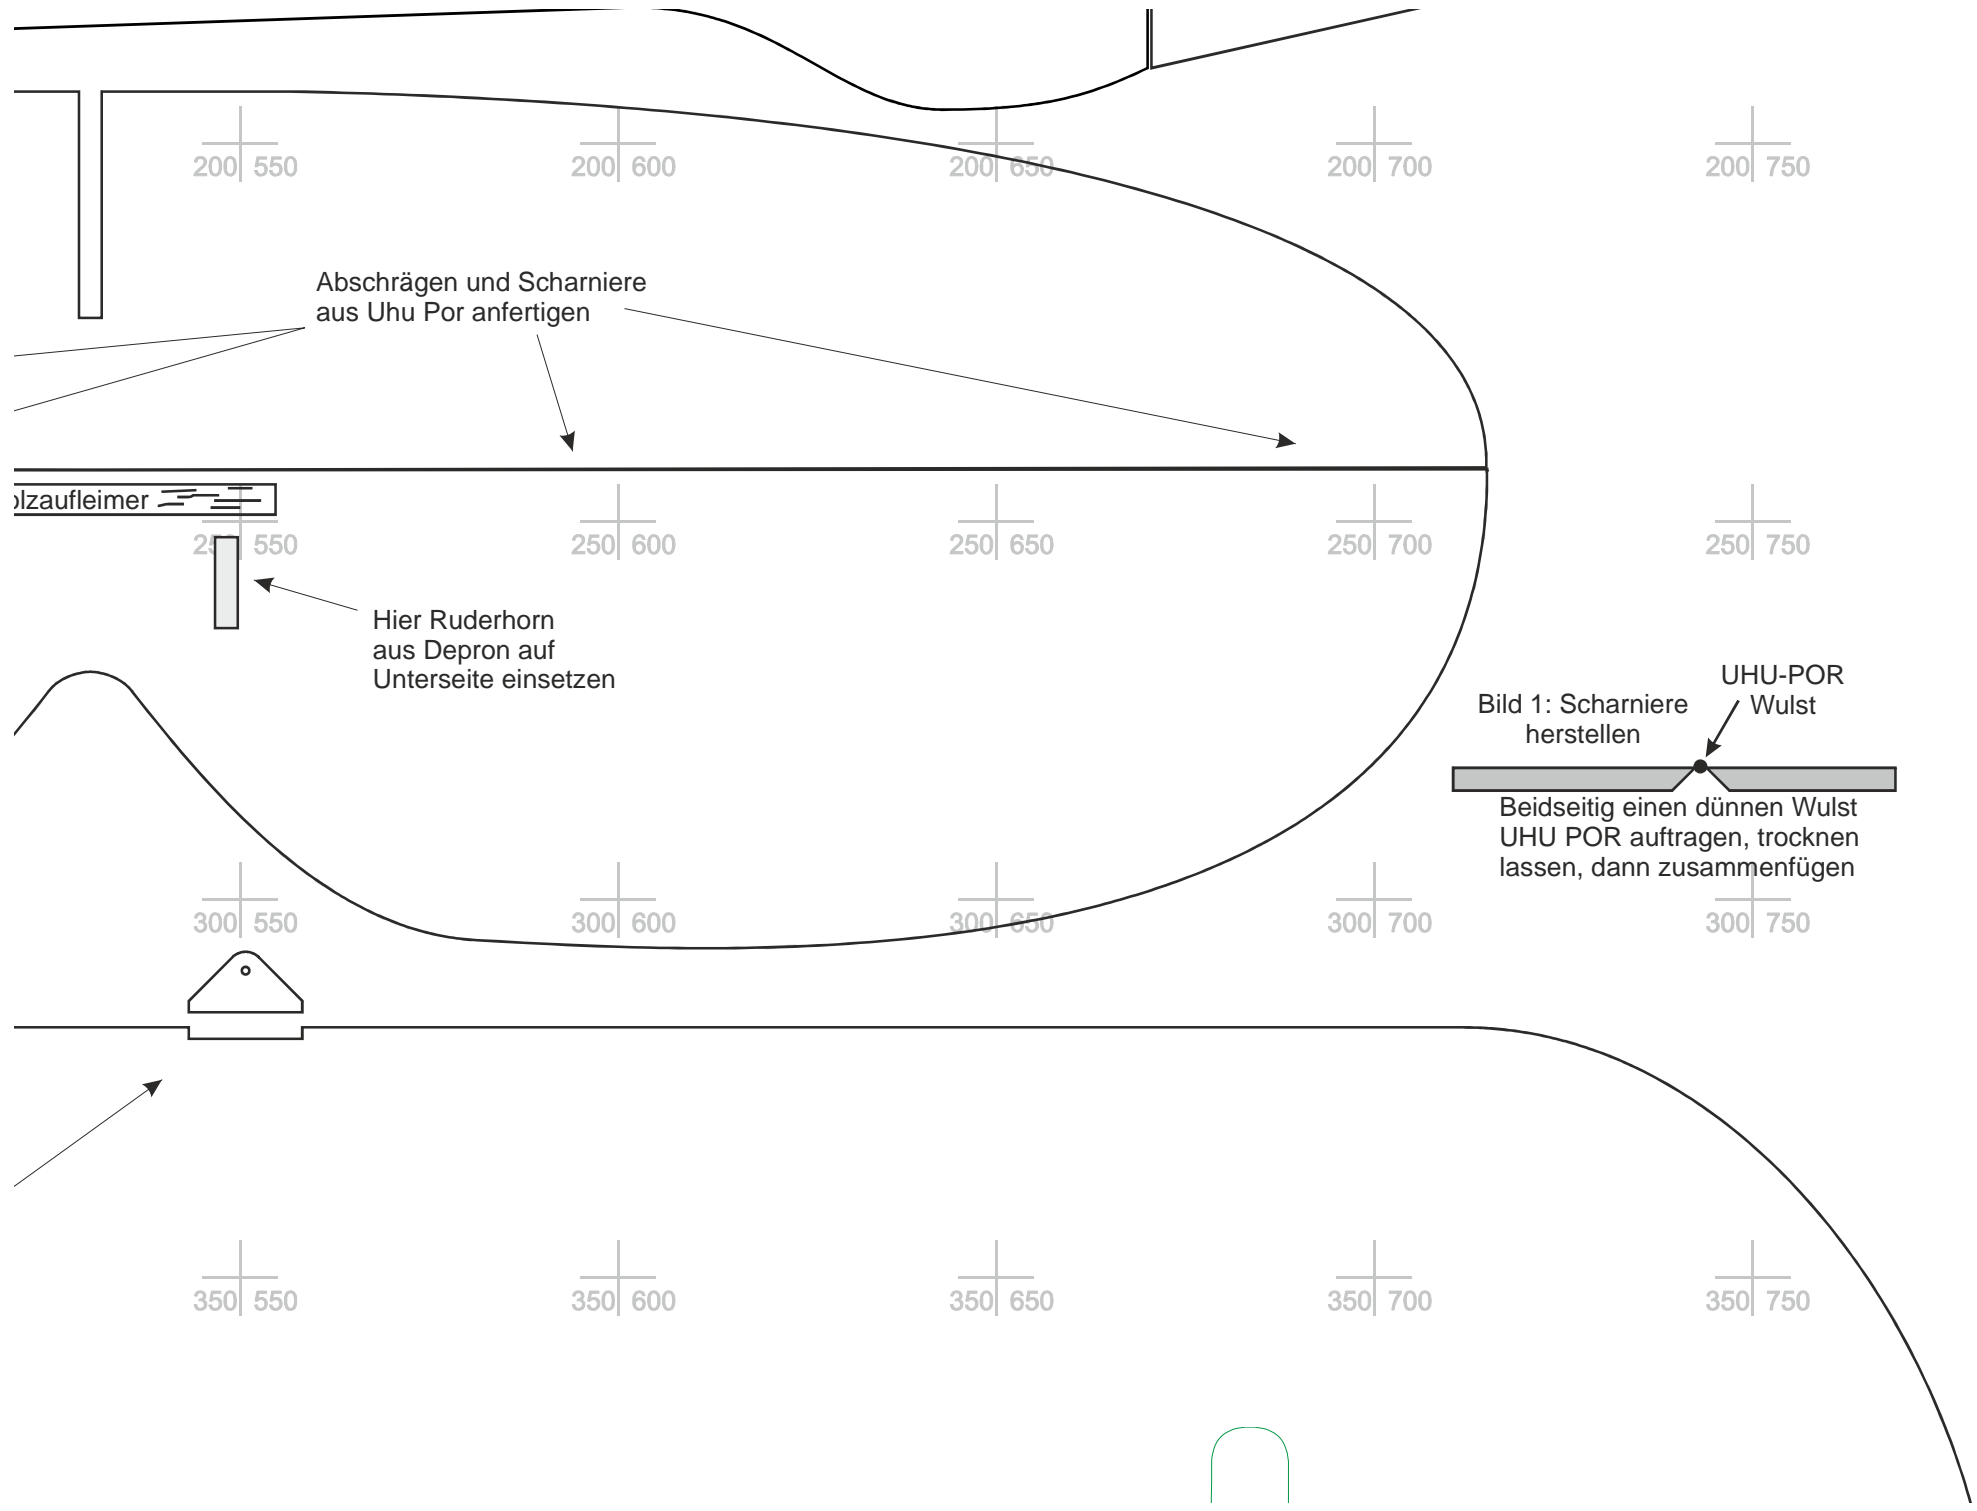 200 550
200 600
200 650
200 700
200 750
Abschrägen und Scharniere
aus Uhu Por anfertigen
olzaufleimer
250 550
250 600
250 650
250 700
250 750
Hier Ruderhorn
aus Depron auf
Unterseite einsetzen
UHU-POR
Wulst
Bild 1: Scharniere
herstellen
Beidseitig einen dünnen Wulst
UHU POR auftragen, trocknen
lassen, dann zusammenfügen
300 550
300 600
300 650
300 700
300 750
350 550
350 600
350 650
350 700
350 750